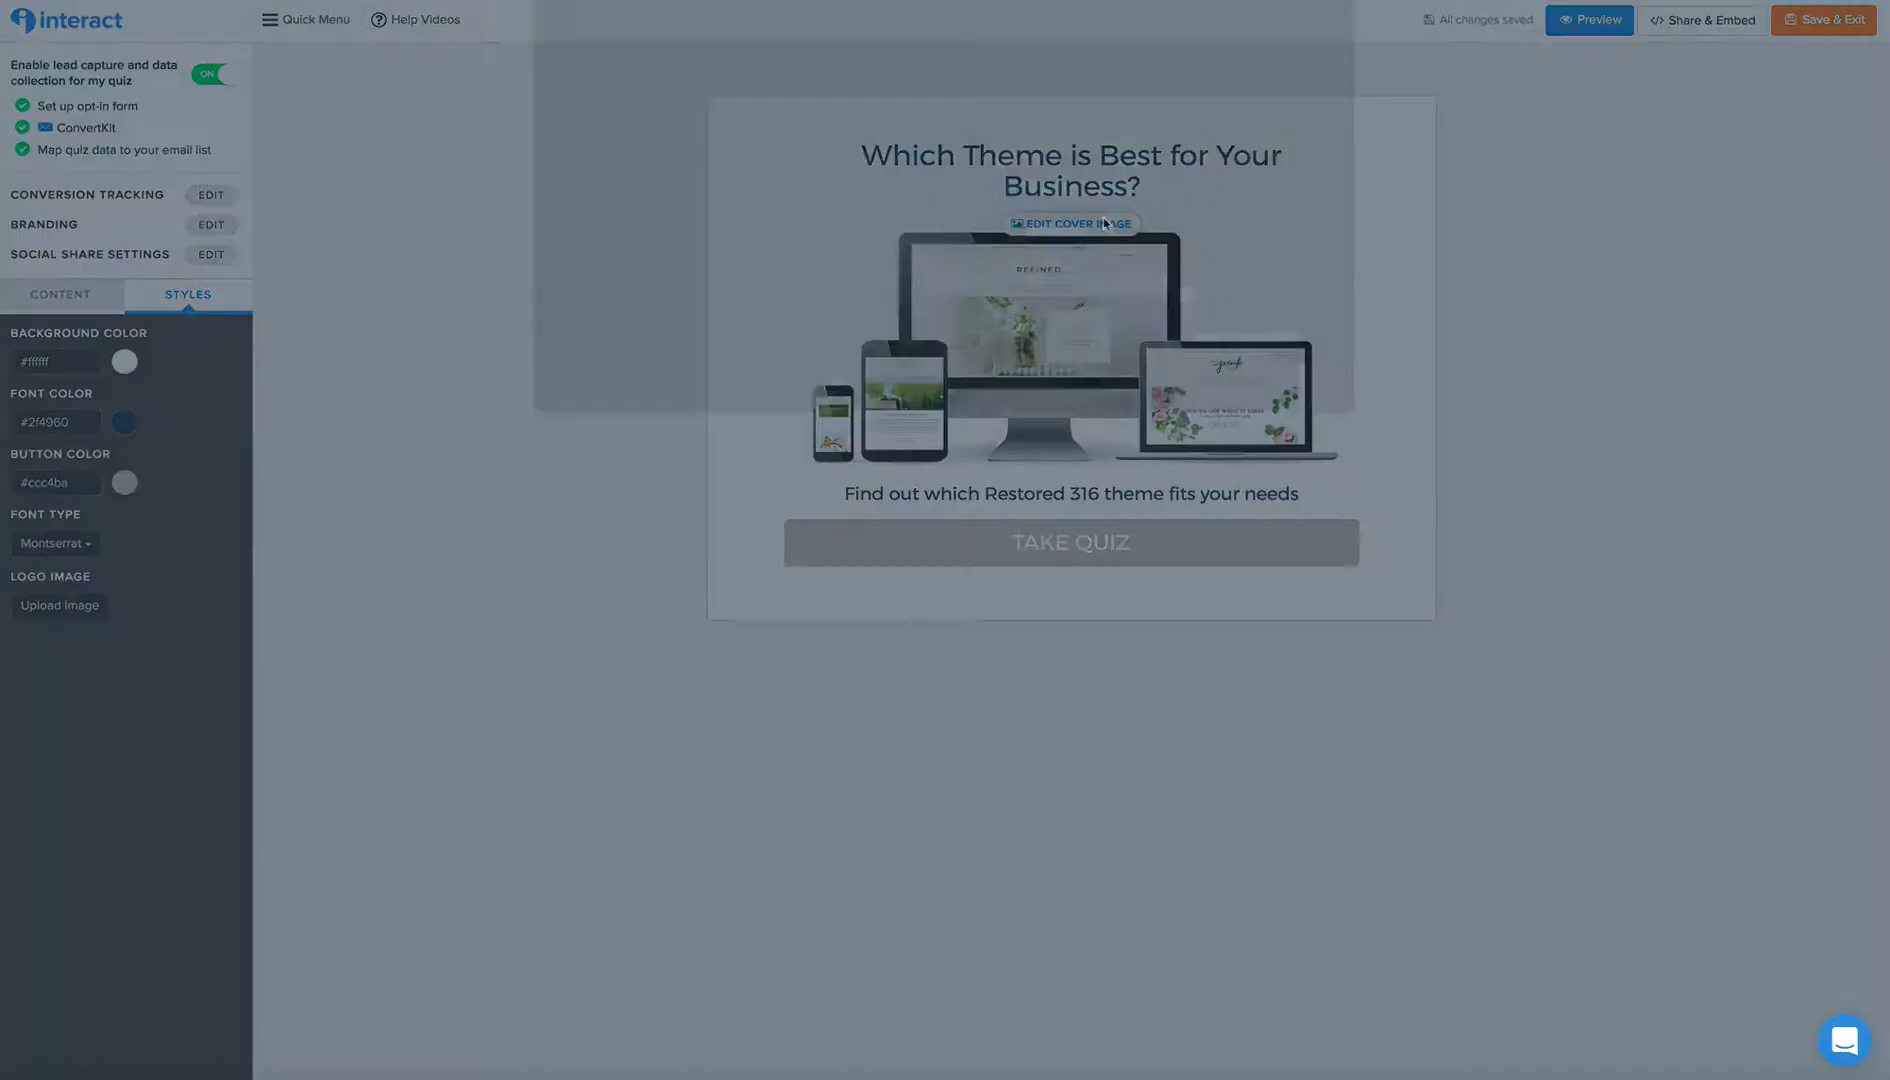 interact
Quick Menu
Help Videos
All changes saved
Preview
</> Share & Embed
Save & Exit
Enable lead capture and data
collection for my quiz
ON
Set up opt-in form
ConvertKit
Map quiz data to your email list
CONVERSION TRACKING
EDIT
BRANDING
EDIT
SOCIAL SHARE SETTINGS
EDIT
CONTENT
STYLES
BACKGROUND COLOR
#ffffff
FONT COLOR
#2f4960
BUTTON COLOR
#ccc4ba
FONT TYPE
Montserrat
LOGO IMAGE
Upload Image
Which Theme is Best for Your
Business?
EDIT COVER IMAGE
REFINED
Find out which Restored 316 theme fits your needs
TAKE QUIZ